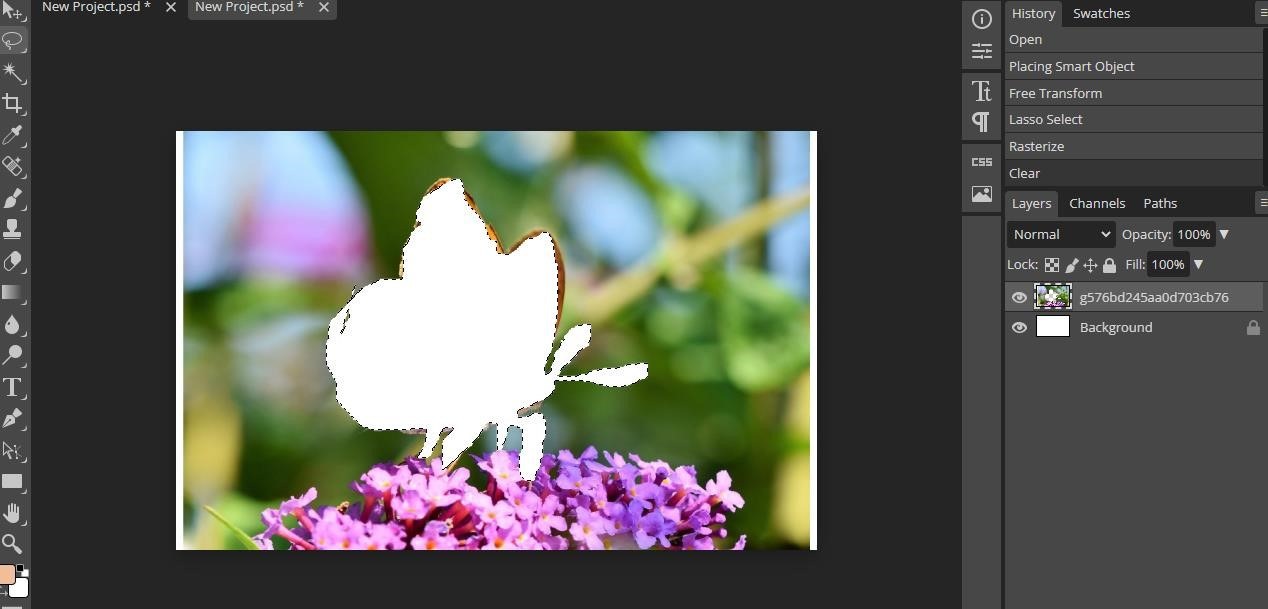 New Project.psd * New Project.psd *
History Swatches
Open
Placing Smart Object
Free Transform
Lasso Select
Rasterize
Clear
CSS
Layers Channels Paths
Normal Opacity: 100%
Lock: Fill: 100%
g576bd245aa0d703cb76
Background